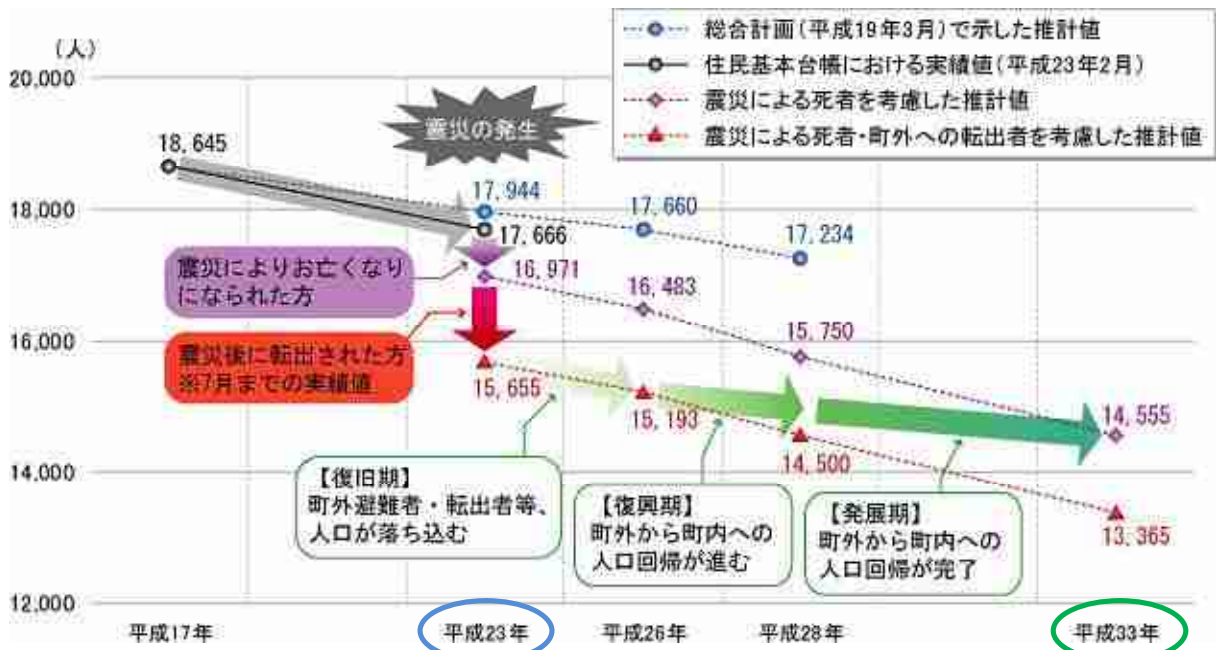 (人)
総合計画(平成19年3月)で示した推計値
住民基本台帳における実績値(平成23年2月)
震災による死者を考慮した推計値
震災による死者・町外への転出者を考慮した推計値
20,000
18,000
16,000
14,000
12,000
震災の発生
18,645
17,944
17,660
17,234
17,666
16,971
16,483
15,750
14,555
15,655
15,193
14,500
13,365
震災によりお亡くなり
になられた方
震災後に転出された方
※7月までの実績値
【復旧期】
町外避難者・転出者等、
人口が落ち込む
【復興期】
町外から町内への
人口回帰が進む
【発展期】
町外から町内への
人口回帰が完了
平成17年
平成23年
平成26年
平成28年
平成33年